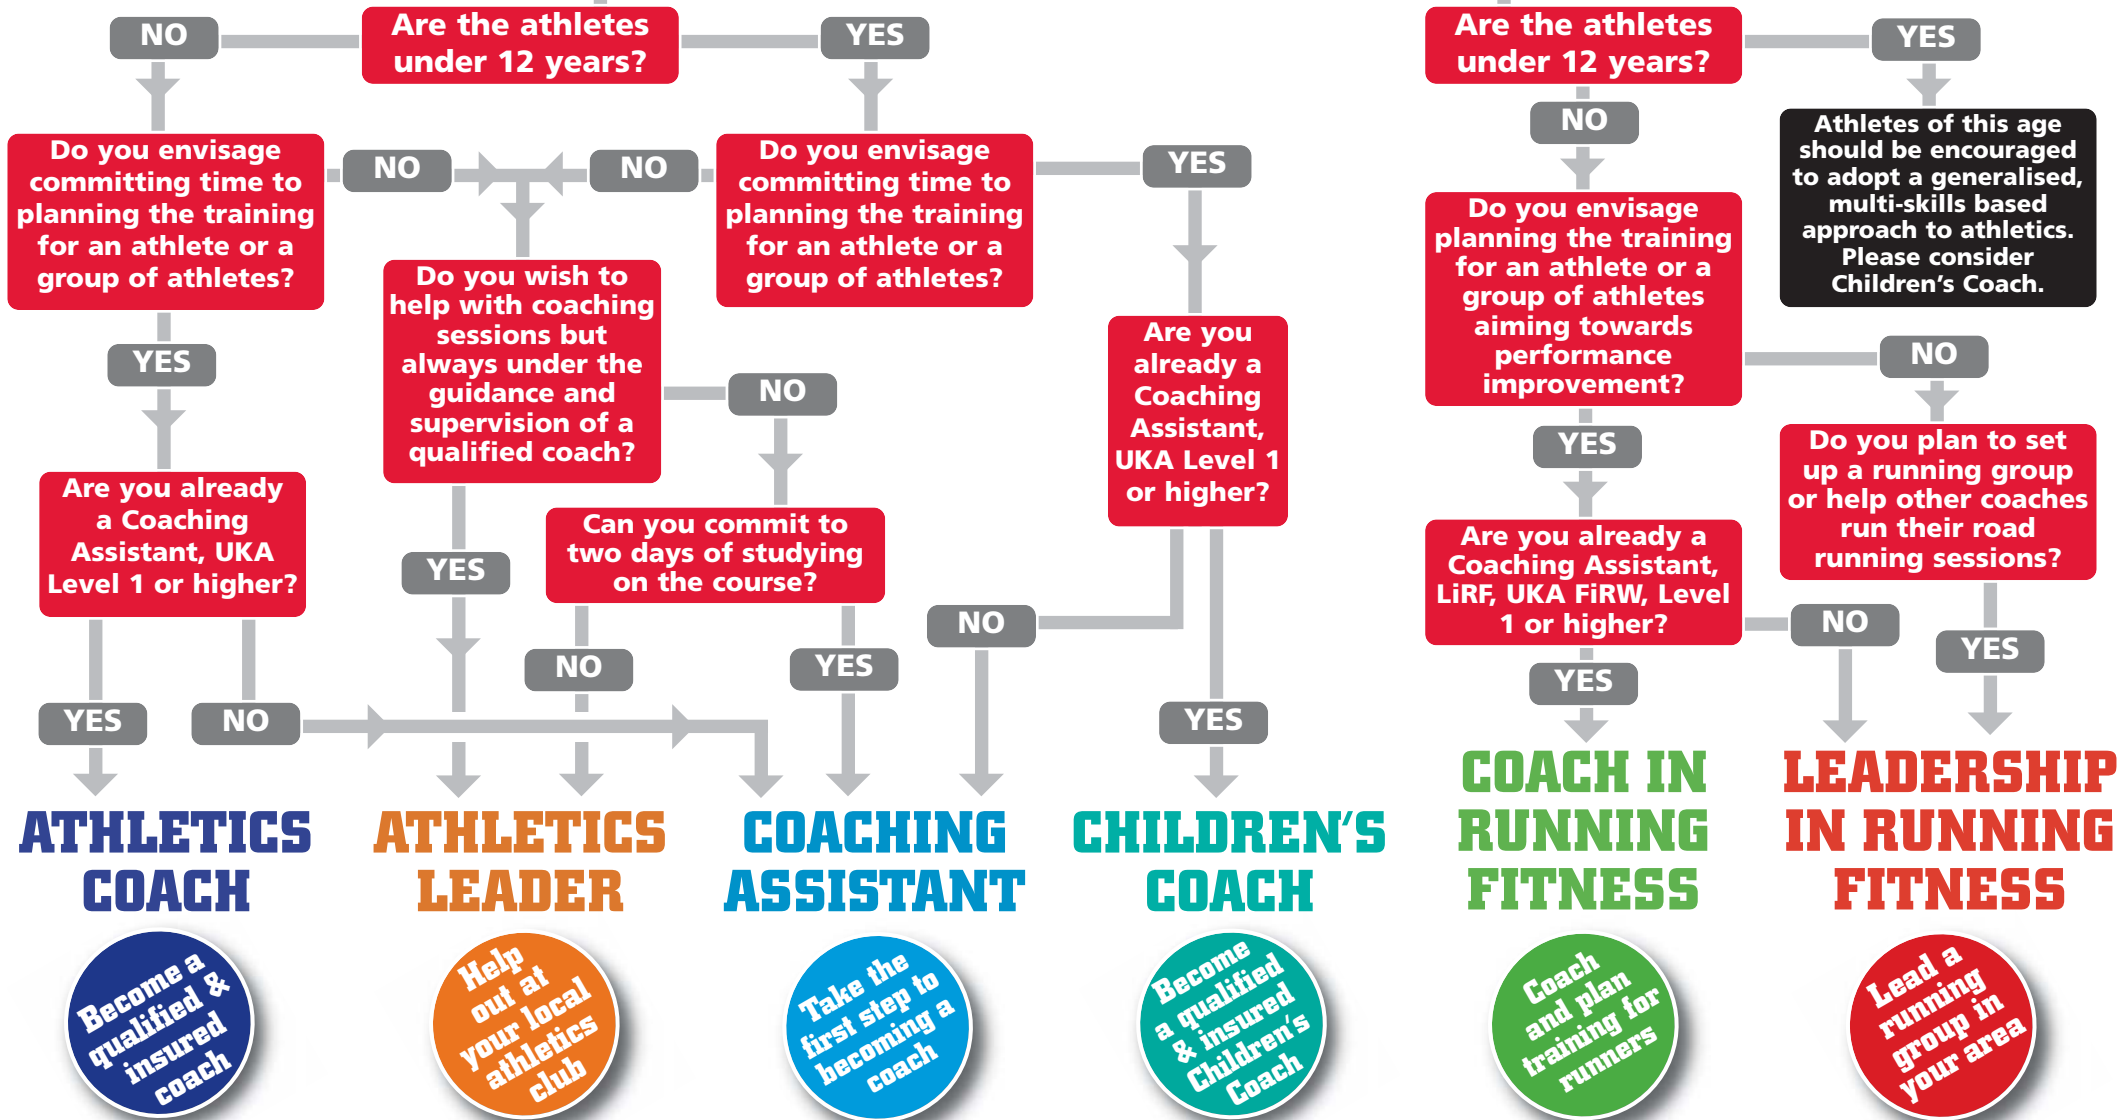 NO
Are the athletes
under 12 years?
YES
Do you envisage
committing time to
planning the training
for an athlete or a
group of athletes?
NO
NO
Do you envisage
committing time to
planning the training
for an athlete or a
group of athletes?
YES
YES
Do you wish to
help with coaching
sessions but
always under the
guidance and
supervision of a
qualified coach?
NO
Are you
already a
Coaching
Assistant,
UKA Level 1
or higher?
Are you already
a Coaching
Assistant, UKA
Level 1 or higher?
YES
Can you commit to
two days of studying
on the course?
NO
YES
NO
YES
NO
YES
YES
ATHLETICS
COACH
ATHLETICS
LEADER
COACHING
ASSISTANT
CHILDREN'S
COACH
Become a
qualified &
insured
coach
Help
out at
your local
athletics
club
Take the
first step to
becoming a
coach
Become
a qualified
& insured
Children's
Coach
Are the athletes
under 12 years?
YES
NO
Athletes of this age
should be encouraged
to adopt a generalised,
multi-skills based
approach to athletics.
Please consider
Children's Coach.
Do you envisage
planning the training
for an athlete or a
group of athletes
aiming towards
performance
improvement?
NO
YES
Do you plan to set
up a running group
or help other coaches
run their road
running sessions?
Are you already a
Coaching Assistant,
LiRF, UKA FiRW, Level
1 or higher?
NO
YES
YES
COACH IN
RUNNING
FITNESS
LEADERSHIP
IN RUNNING
FITNESS
Coach
and plan
training for
runners
Lead a
running
group in
your area